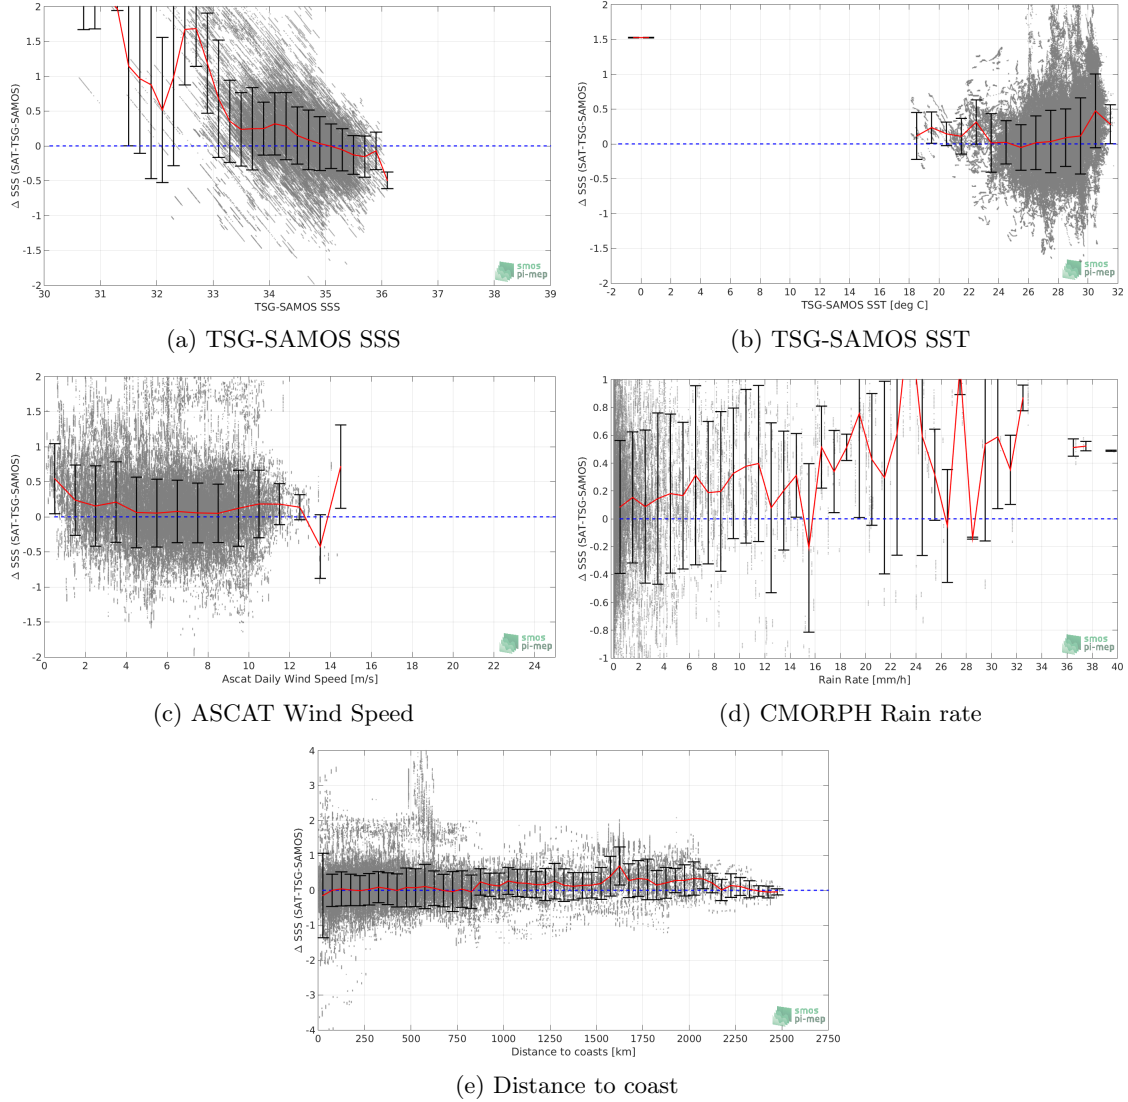 2
1.5
1
0.5
0
-0.5
-1
-1.5
-2
Δ SSS (SAT-TSG-SAMOS)
30 31 32 33 34 35 36 37 38 39
TSG-SAMOS SSS
smos
pi-mep
(a) TSG-SAMOS SSS
2
1.5
1
0.5
0
-0.5
-1
-1.5
-2
Δ SSS (SAT-TSG-SAMOS)
-2 0 2 4 6 8 10 12 14 16 18 20 22 24 26 28 30 32
TSG-SAMOS SST [deg C]
smos
pi-mep
(b) TSG-SAMOS SST
2
1.5
1
0.5
0
-0.5
-1
-1.5
-2
Δ SSS (SAT-TSG-SAMOS)
0 2 4 6 8 10 12 14 16 18 20 22 24
Ascat Daily Wind Speed [m/s]
smos
pi-mep
(c) ASCAT Wind Speed
1
0.8
0.6
0.4
0.2
0
-0.2
-0.4
-0.6
-0.8
-1
Δ SSS (SAT-TSG-SAMOS)
0 2 4 6 8 10 12 14 16 18 20 22 24 26 28 30 32 34 36 38 40
Rain Rate [mm/h]
smos
pi-mep
(d) CMORPH Rain rate
4
3
2
1
0
-1
-2
-3
-4
Δ SSS (SAT-TSG-SAMOS)
0 250 500 750 1000 1250 1500 1750 2000 2250 2500 2750
Distance to coasts [km]
smos
pi-mep
(e) Distance to coast